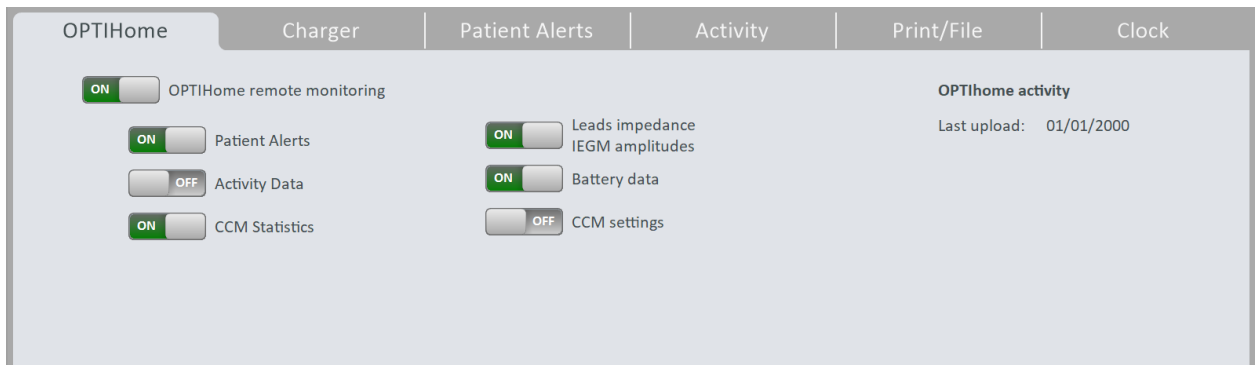 OPTIHome Charger Patient Alerts Activity Print/File Clock
ON OPTIHome remote monitoring
ON Patient Alerts
OFF Activity Data
ON CCM Statistics
ON Leads impedance
IEGM amplitudes
ON Battery data
OFF CCM settings
OPTIhome activity
Last upload: 01/01/2000